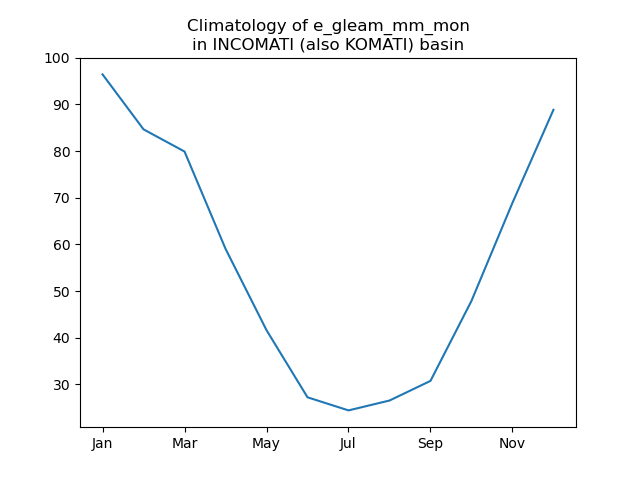 Climatology of e_gleam_mm_mon
in INCOMATI (also KOMATI) basin
100
90
80
70
60
50
40
30
Jan Mar May Jul Sep Nov